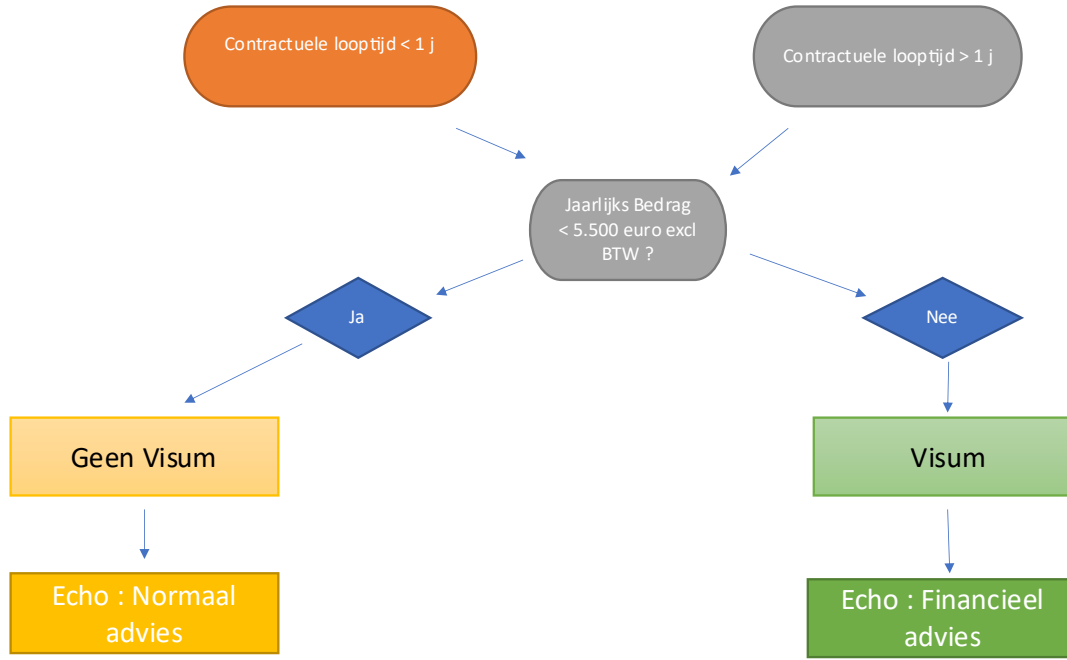 Contractuele looptijd < 1 j
Contractuele looptijd > 1 j
Jaarlijks Bedrag
< 5.500 euro excl
BTW ?
Ja
Nee
Geen Visum
Visum
Echo : Normaal
advies
Echo : Financieel
advies